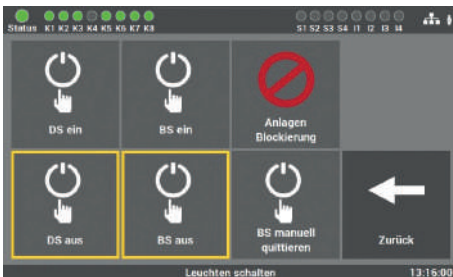 Status K1 K2 K3 K4 K5 K6 K7 K8 S1 S2 S3 S4 I1 I2 I3 I4
DS ein
BS ein
Anlagen
Blockierung
DS aus
BS aus
BS manuell
quittieren
Zurück
Leuchten schalten 13:16:00